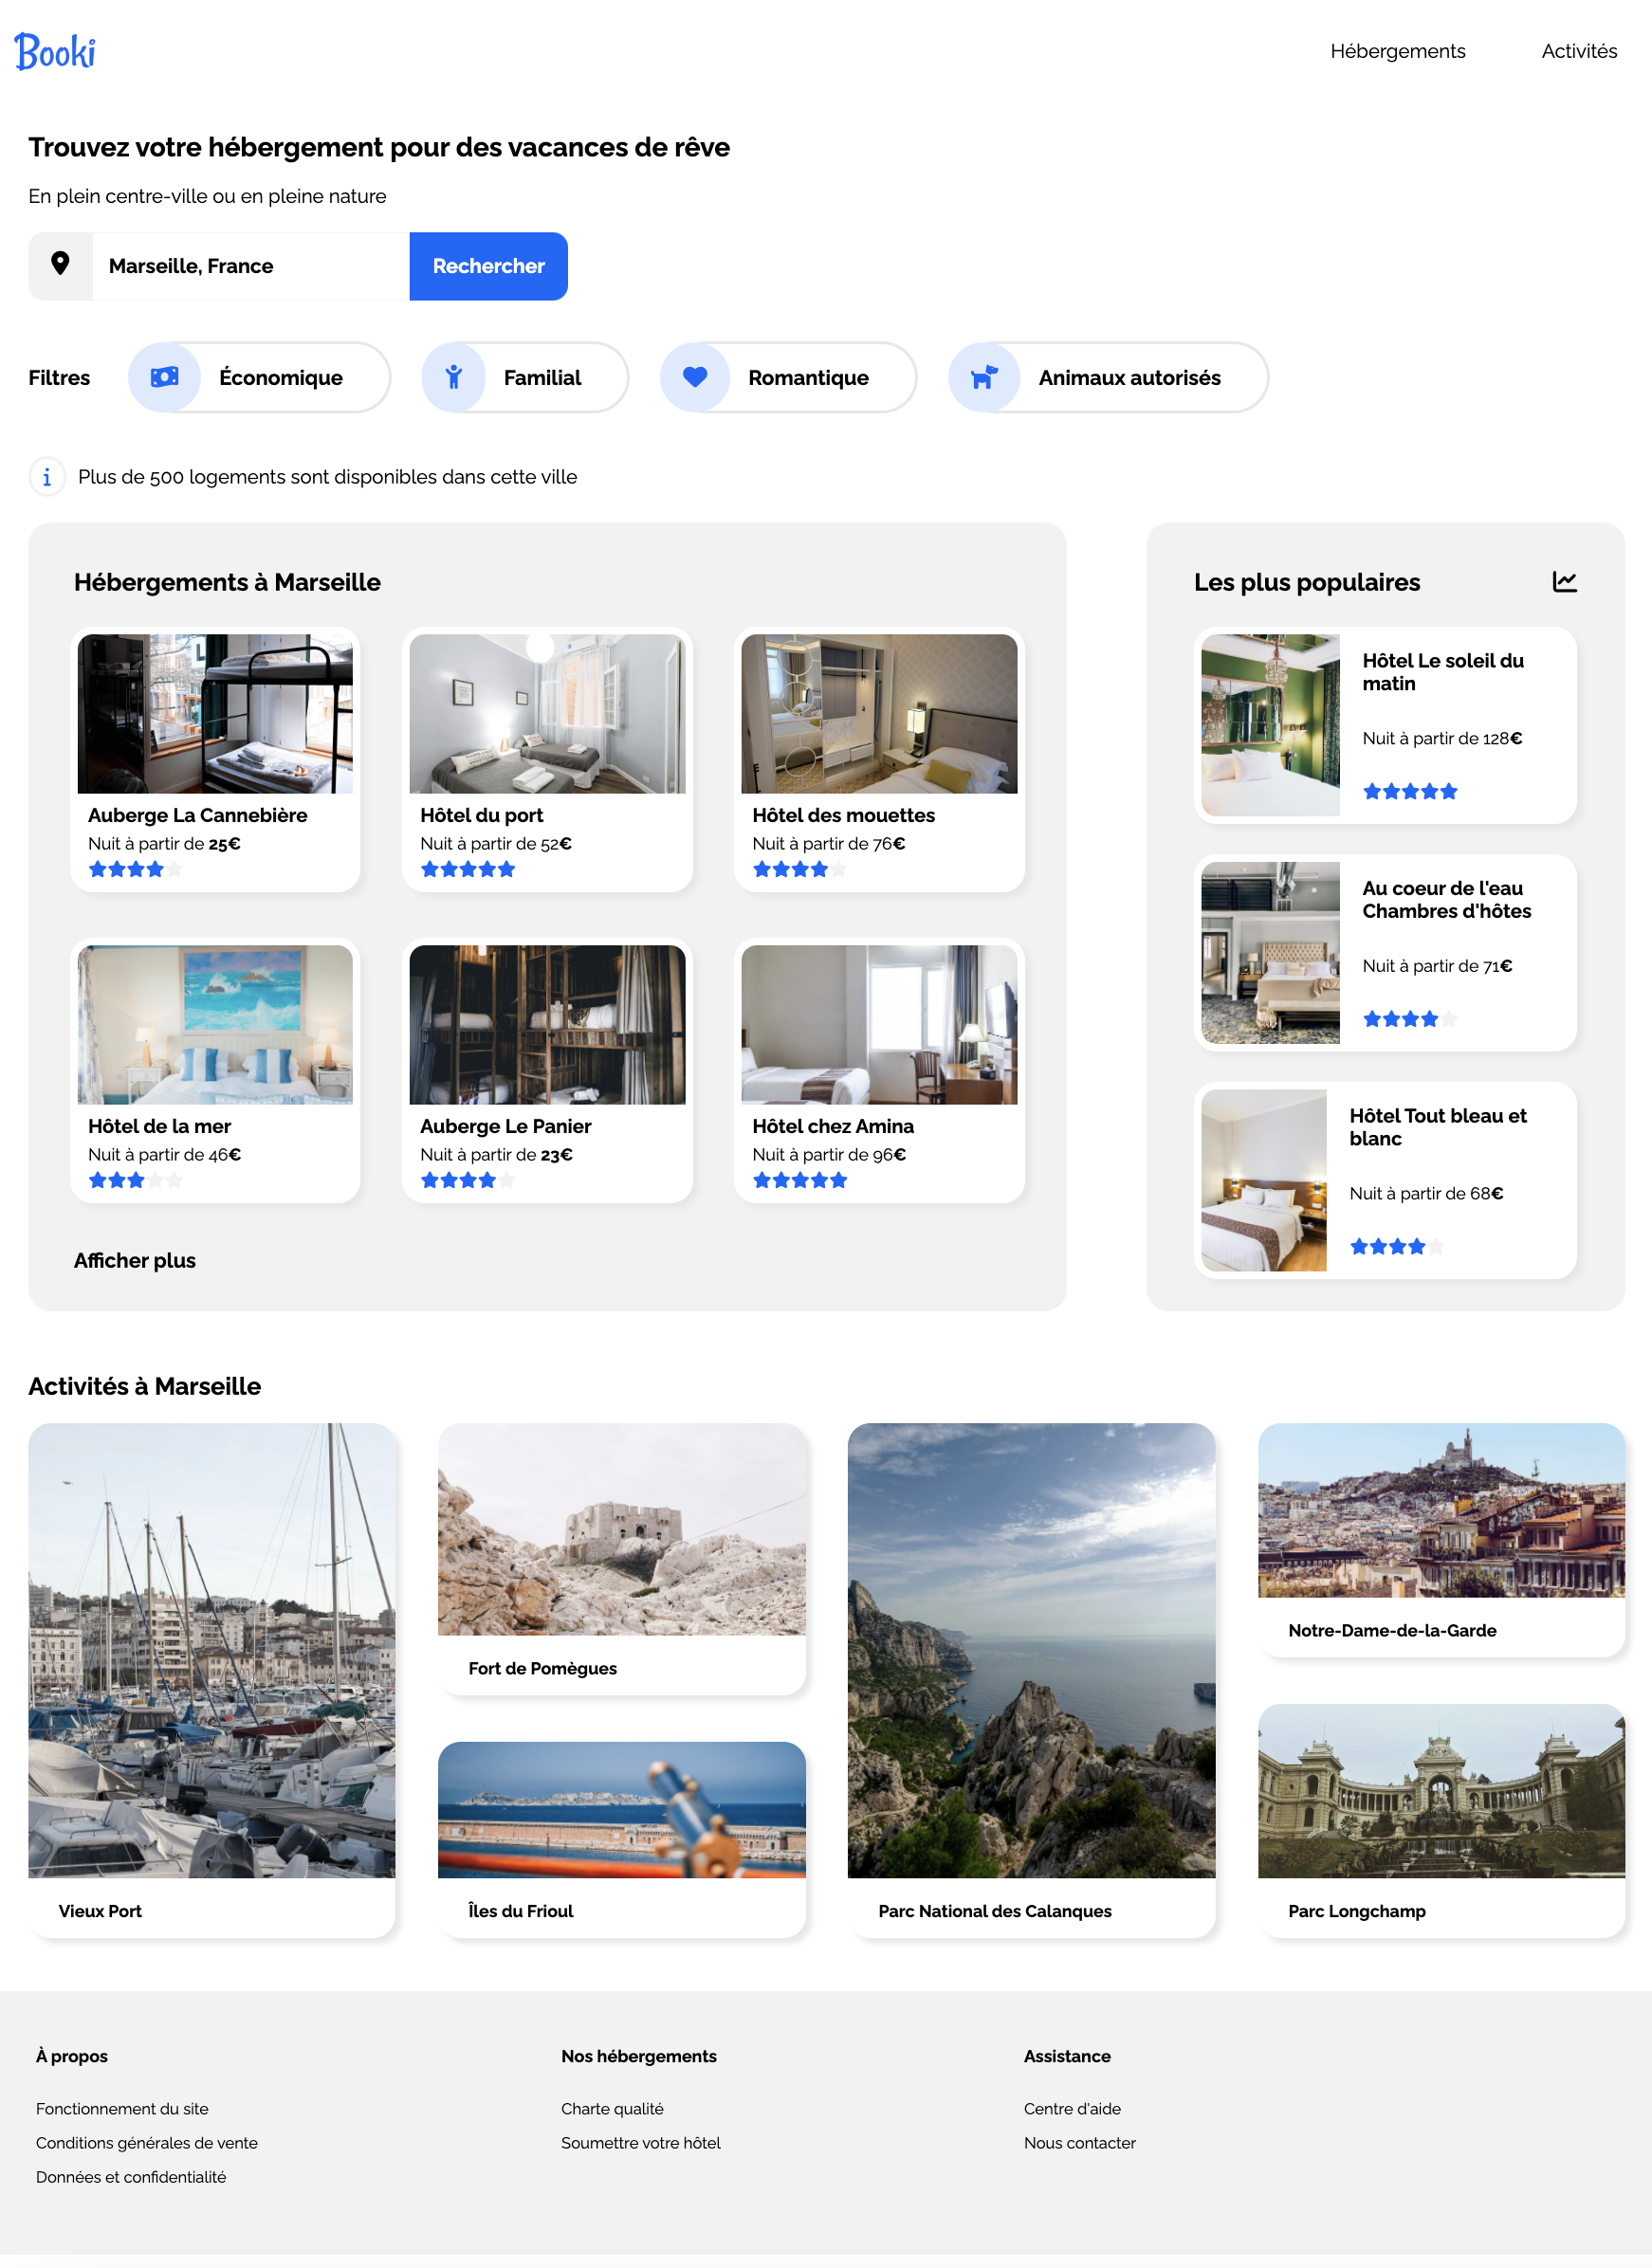 Booki
Hébergements
Activités
Trouvez votre hébergement pour des vacances de rêve
En plein centre-ville ou en pleine nature
Marseille, France
Rechercher
Filtres
Économique
Familial
Romantique
Animaux autorisés
Plus de 500 logements sont disponibles dans cette ville
Hébergements à Marseille
Auberge La Cannebière
Nuit à partir de 25€
Hôtel du port
Nuit à partir de 52€
Hôtel des mouettes
Nuit à partir de 76€
Hôtel de la mer
Nuit à partir de 46€
Auberge Le Panier
Nuit à partir de 23€
Hôtel chez Amina
Nuit à partir de 96€
Afficher plus
Les plus populaires
Hôtel Le soleil du
matin
Nuit à partir de 128€
Au coeur de l'eau
Chambres d'hôtes
Nuit à partir de 71€
Hôtel Tout bleau et
blanc
Nuit à partir de 68€
Activités à Marseille
Vieux Port
Fort de Pomègues
Îles du Frioul
Parc National des Calanques
Notre-Dame-de-la-Garde
Parc Longchamp
À propos
Fonctionnement du site
Conditions générales de vente
Données et confidentialité
Nos hébergements
Charte qualité
Soumettre votre hôtel
Assistance
Centre d'aide
Nous contacter